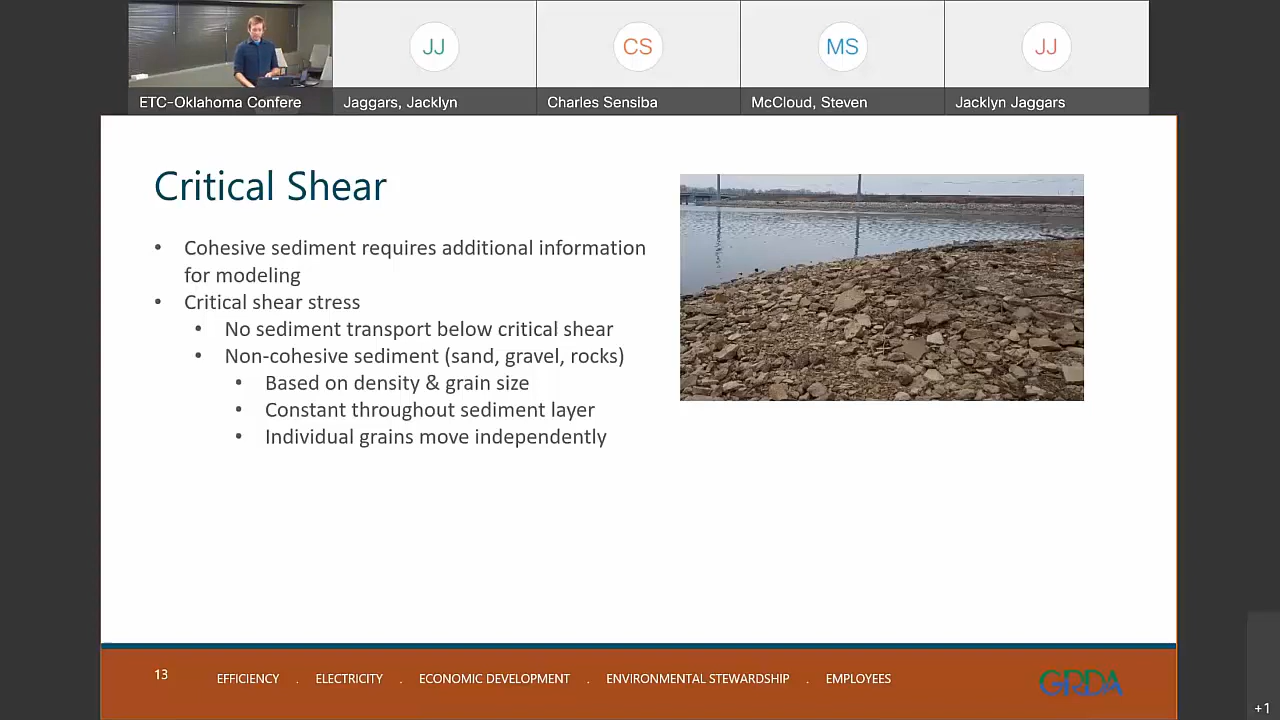 JJ
CS
MS
JJ
ETC-Oklahoma Confere
Jaggars, Jacklyn
Charles Sensiba
McCloud, Steven
Jacklyn Jaggars
Critical Shear
• Cohesive sediment requires additional information
for modeling
• Critical shear stress
• No sediment transport below critical shear
• Non-cohesive sediment (sand, gravel, rocks)
• Based on density & grain size
• Constant throughout sediment layer
• Individual grains move independently
13
EFFICIENCY . ELECTRICITY . ECONOMIC DEVELOPMENT . ENVIRONMENTAL STEWARDSHIP . EMPLOYEES
GRDA
+1